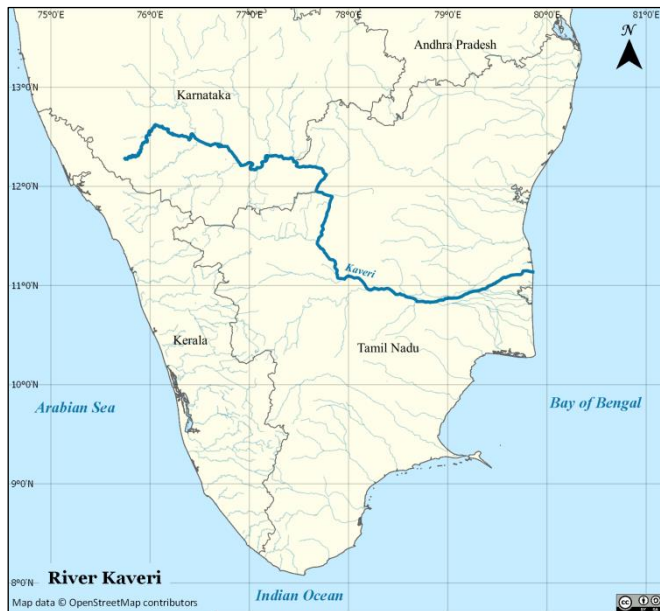 75°0'E 76°0'E 77°0'E 78°0'E 79°0'E 80°0'E 81°0'E
N
Andhra Pradesh
13°0'N
Karnataka
12°0'N
Kaveri
11°0'N
Kerala
Tamil Nadu
10°0'N
Arabian Sea
Bay of Bengal
9°0'N
River Kaveri
8°0'N
Indian Ocean
Map data © OpenStreetMap contributors
cc